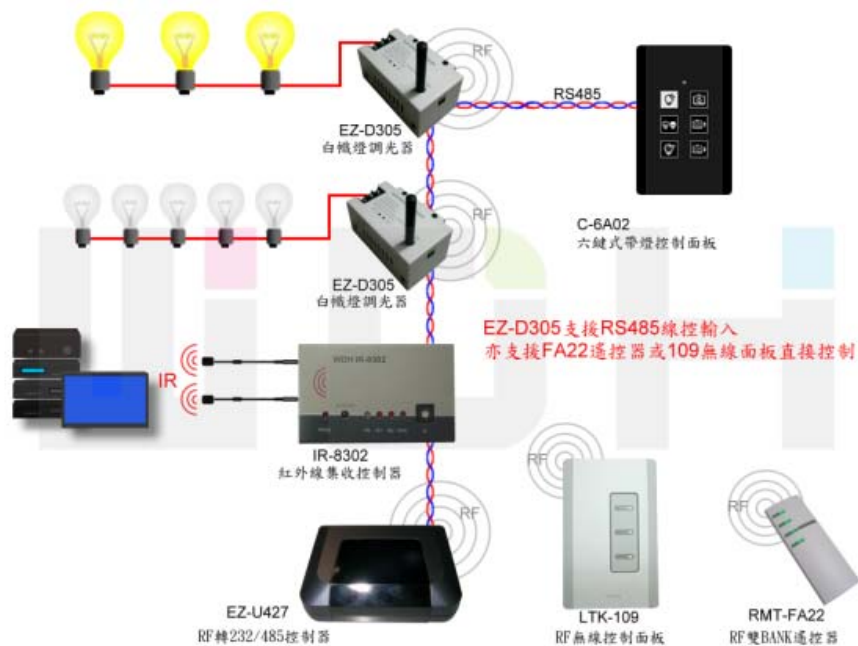 RF
RS485
EZ-D305
白幟燈調光器
C-6A02
六鍵式帶燈控制面板
RF
EZ-D305
白幟燈調光器
EZ-D305支援RS485線控輸入
亦支援FA22遙控器或109無線面板直接控制
IR
WDH IR-8302
IR-8302
紅外線集收控制器
RF
RF
RF
EZ-U427
RF轉232/485控制器
LTK-109
RF無線控制面板
RMT-FA22
RF雙BANK遙控器